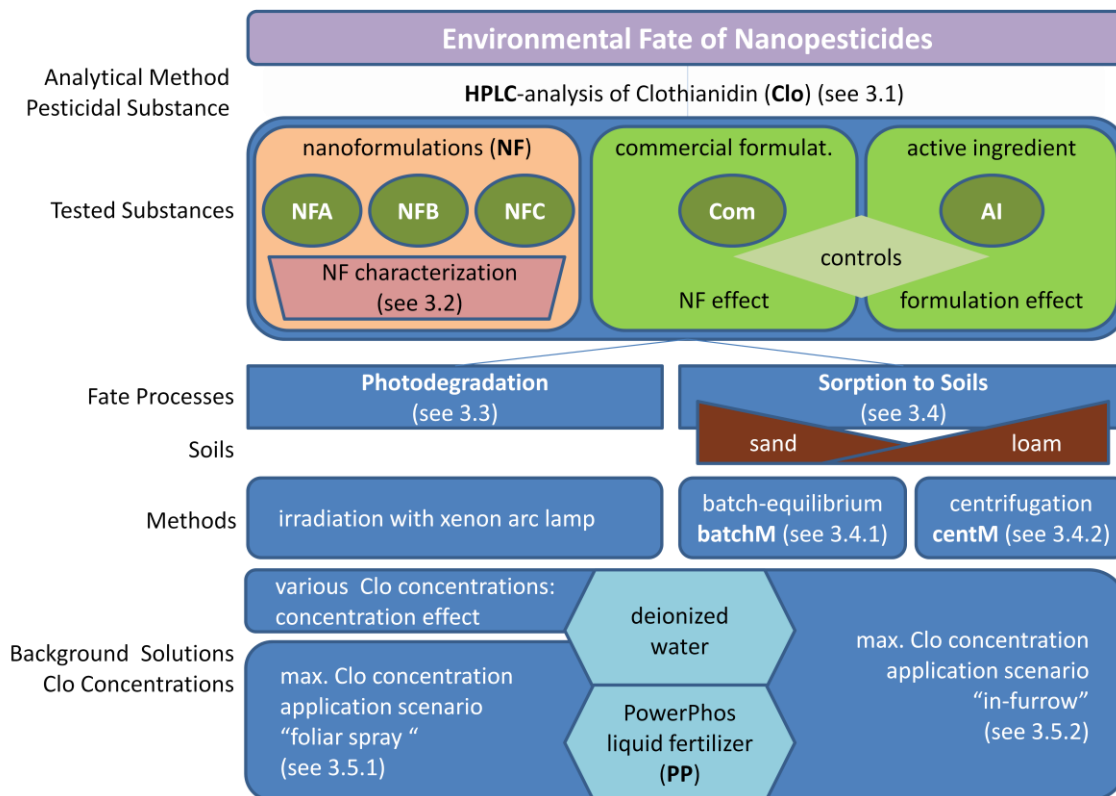 Environmental Fate of Nanopesticides
Analytical Method
Pesticidal Substance
HPLC-analysis of Clothianidin (Clo) (see 3.1)
Tested Substances
nanoformulations (NF)
NFA
NFB
NFC
NF characterization
(see 3.2)
commercial formulat.
Com
NF effect
active ingredient
AI
formulation effect
controls
Fate Processes
Photodegradation
(see 3.3)
Sorption to Soils
(see 3.4)
Soils
sand
loam
Methods
irradiation with xenon arc lamp
batch-equilibrium
batchM (see 3.4.1)
centrifugation
centM (see 3.4.2)
Background Solutions
Clo Concentrations
various Clo concentrations:
concentration effect
max. Clo concentration
application scenario
“foliar spray “
(see 3.5.1)
deionized
water
PowerPhos
liquid fertilizer
(PP)
max. Clo concentration
application scenario
“in-furrow”
(see 3.5.2)